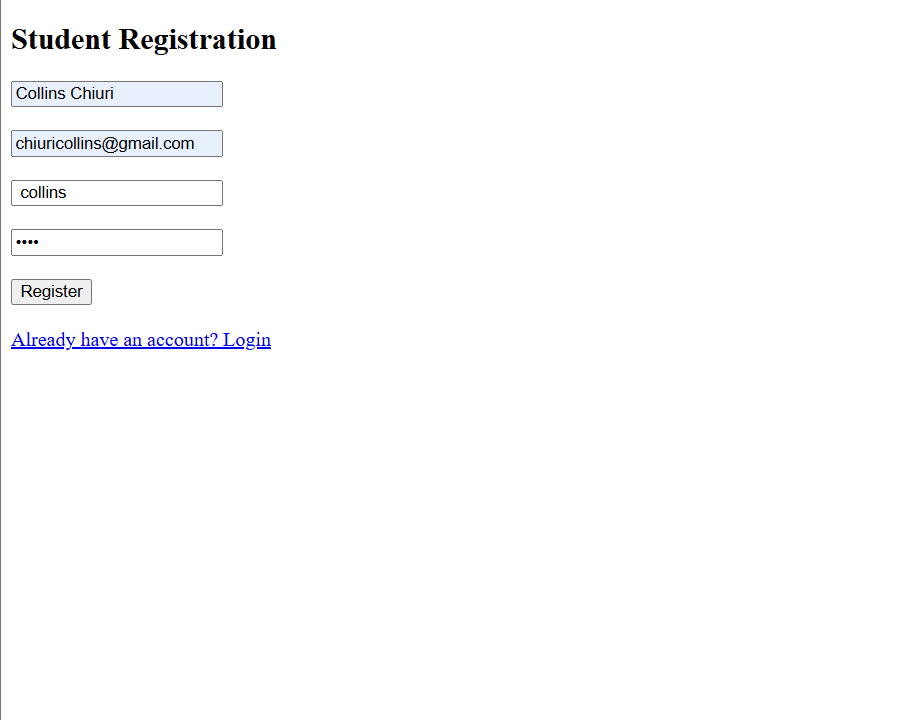 Student Registration
Collins Chiuri
chiuricollins@gmail.com
collins
••••
Register
Already have an account? Login